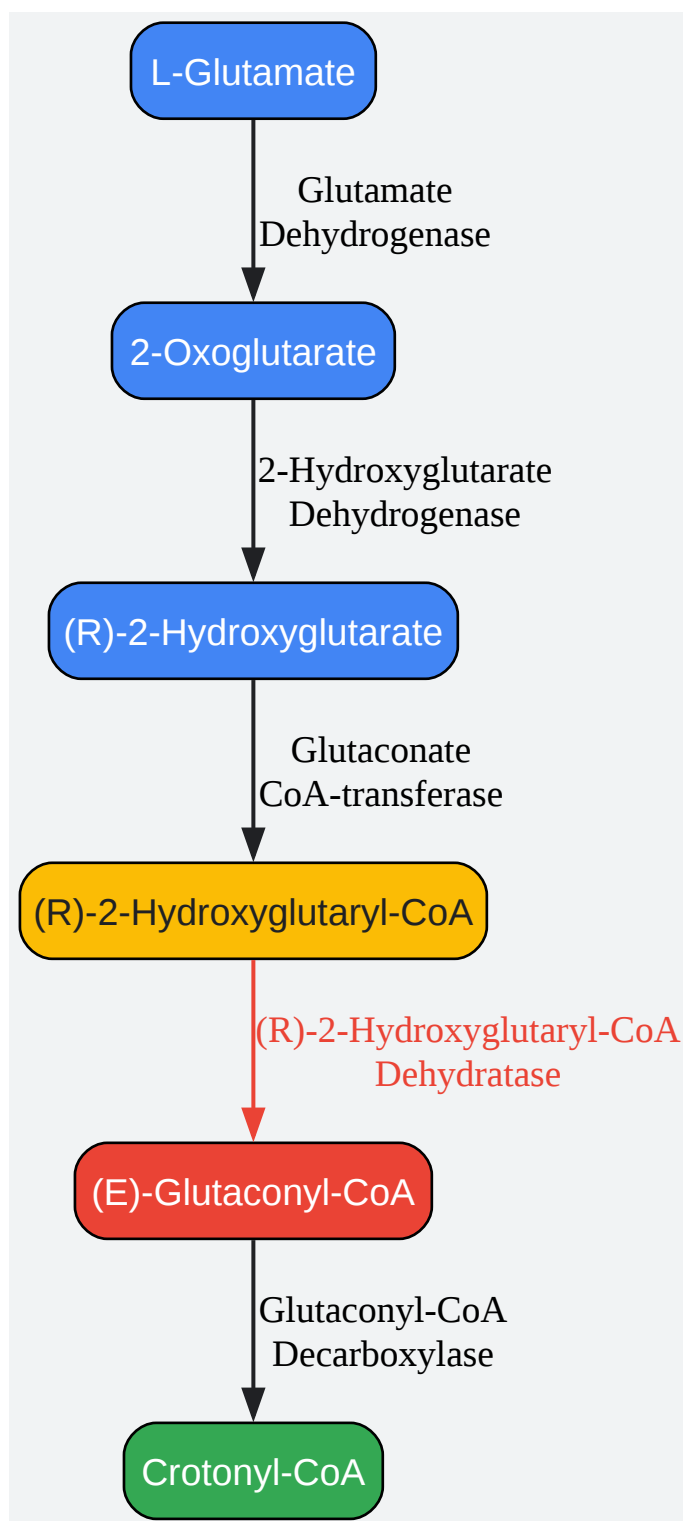 L-Glutamate
Glutamate
Dehydrogenase
2-Oxoglutarate
2-Hydroxyglutarate
Dehydrogenase
(R)-2-Hydroxyglutarate
Glutaconate
CoA-transferase
(R)-2-Hydroxyglutaryl-CoA
(R)-2-Hydroxyglutaryl-CoA
Dehydratase
(E)-Glutaconyl-CoA
Glutaconyl-CoA
Decarboxylase
Crotonyl-CoA